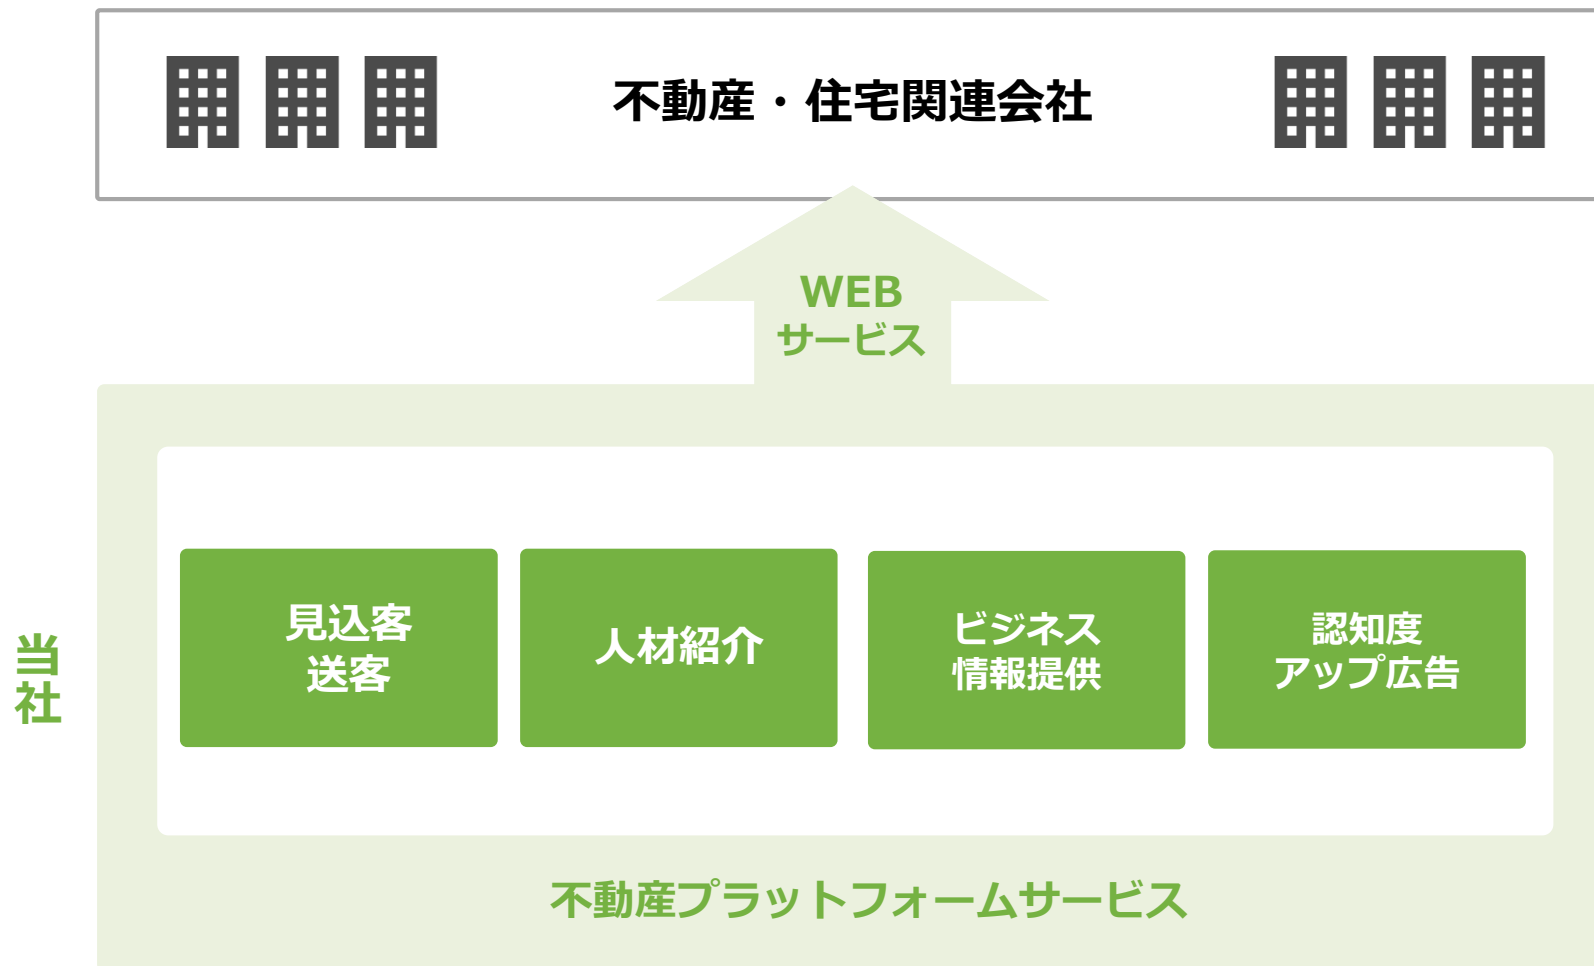 不動産・住宅関連会社
WEB
サービス
当社
見込客
送客
人材紹介
ビジネス
情報提供
認知度
アップ広告
不動産プラットフォームサービス